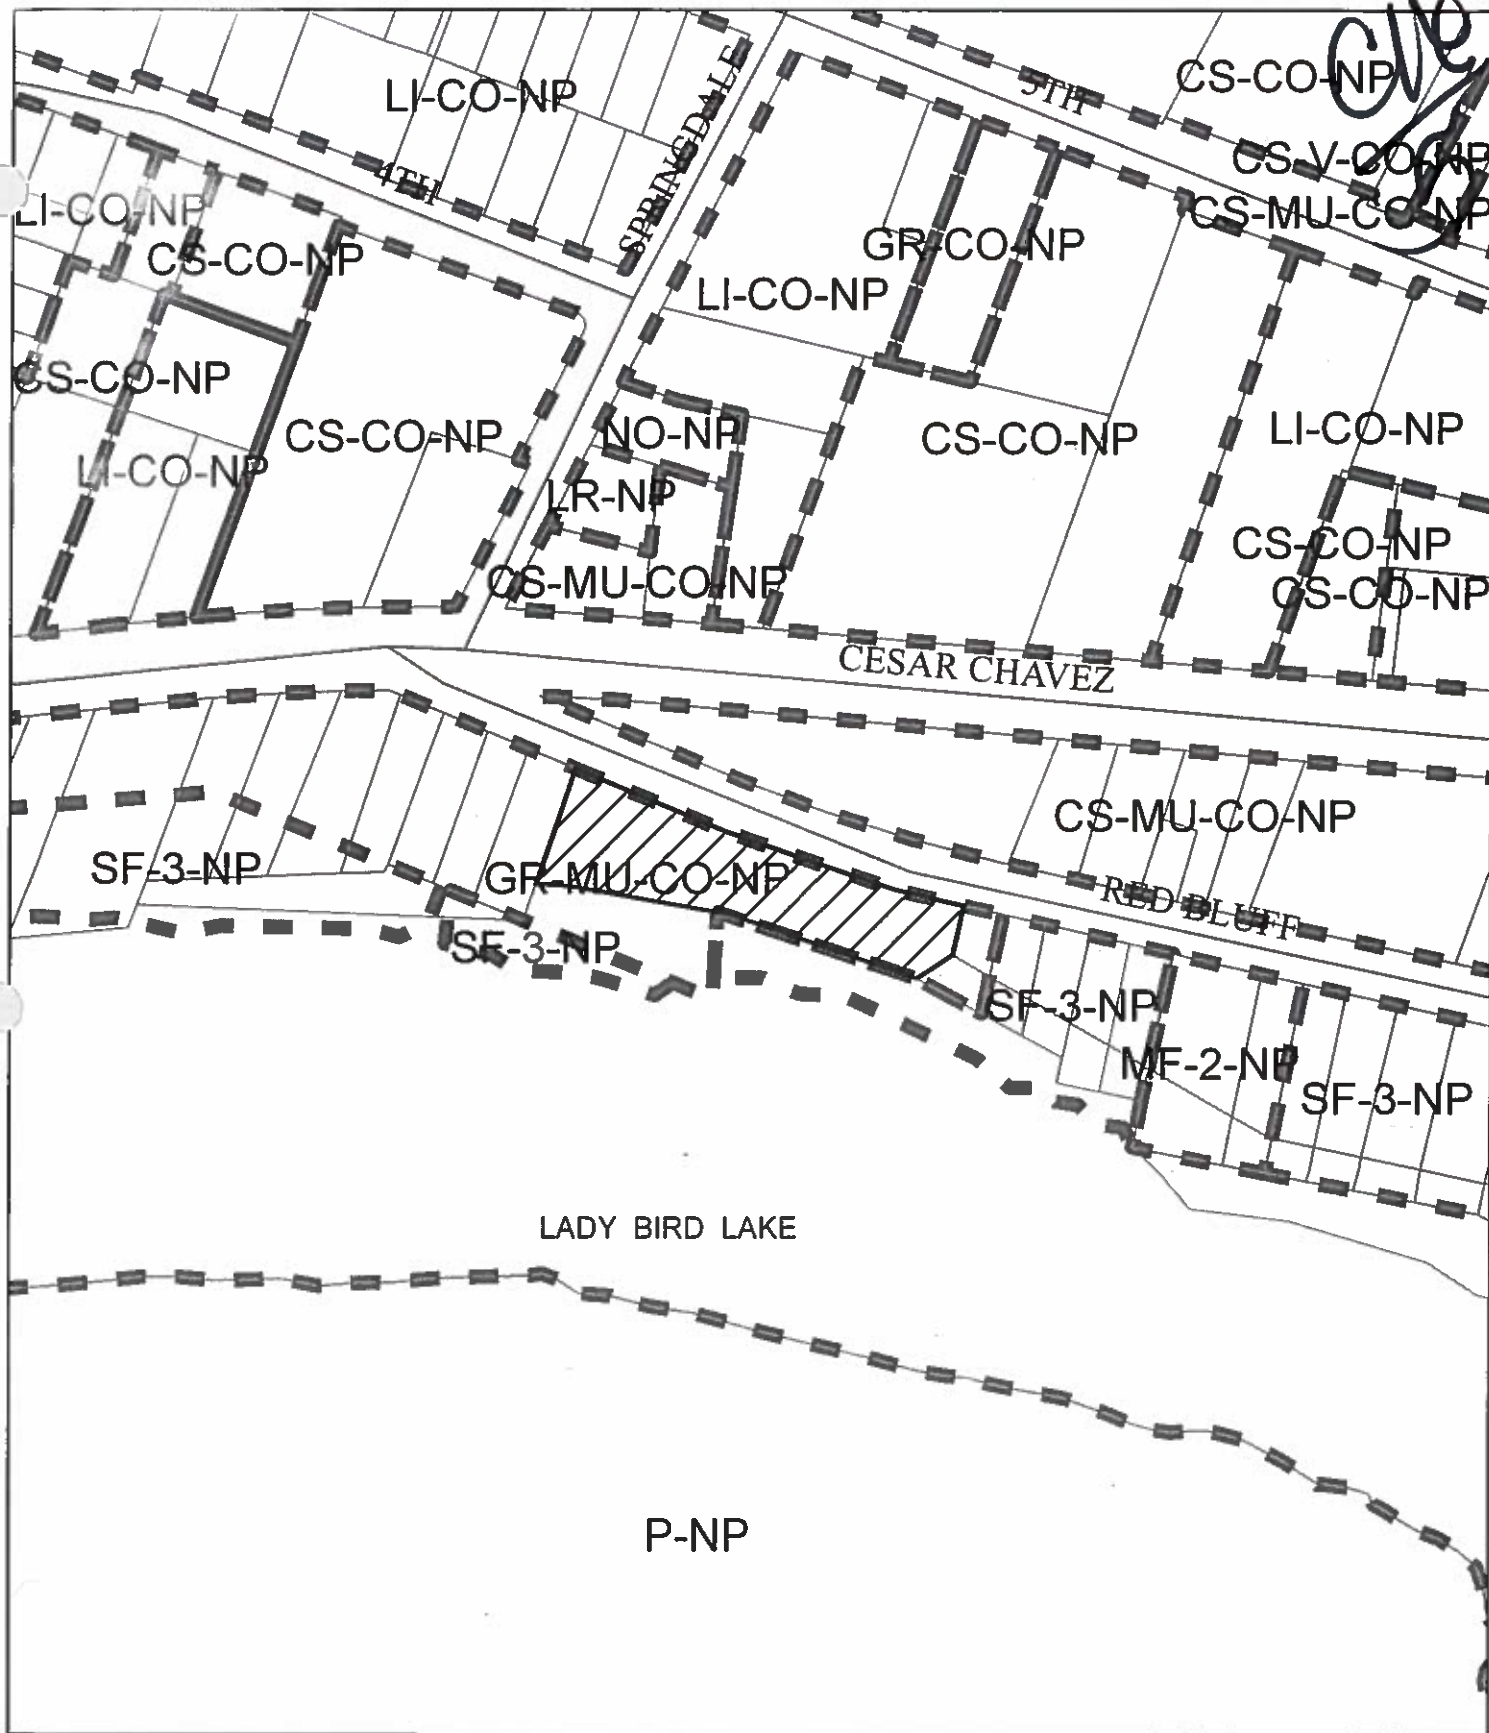 LI-CO-NP
SPRINGDALE
5TH
CS-CO-NP
4TH
CS-V-CO-NP
CS-MU-CO-NP
LI-CO-NP
CS-CO-NP
GR-CO-NP
LI-CO-NP
CS-CO-NP
CS-CO-NP
NO-NP
CS-CO-NP
LI-CO-NP
LI-CO-NP
LR-NP
CS-CO-NP
CS-MU-CO-NP
CS-CO-NP
CESAR CHAVEZ
CS-MU-CO-NP
SF-3-NP
GR-MU-CO-NP
RED BLUFF
SF-3-NP
SF-3-NP
MF-2-NP
SF-3-NP
LADY BIRD LAKE
P-NP